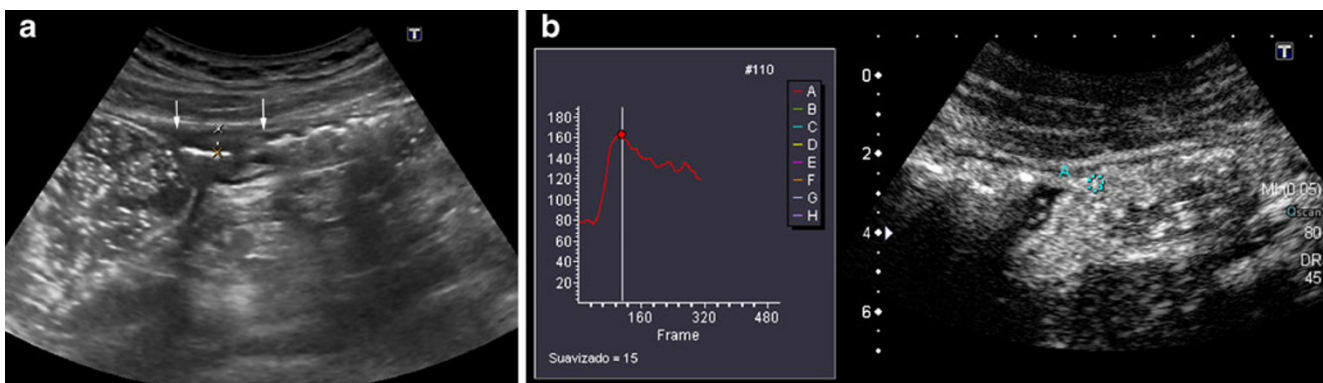 a
T
b
#110
A
B
C
D
E
F
G
H
180
160
140
120
100
80
60
40
20
160 320 480
Frame
Suavizado = 15
T
0
2
4
6
A
MI(0.05)
Qscan
80
DR
45